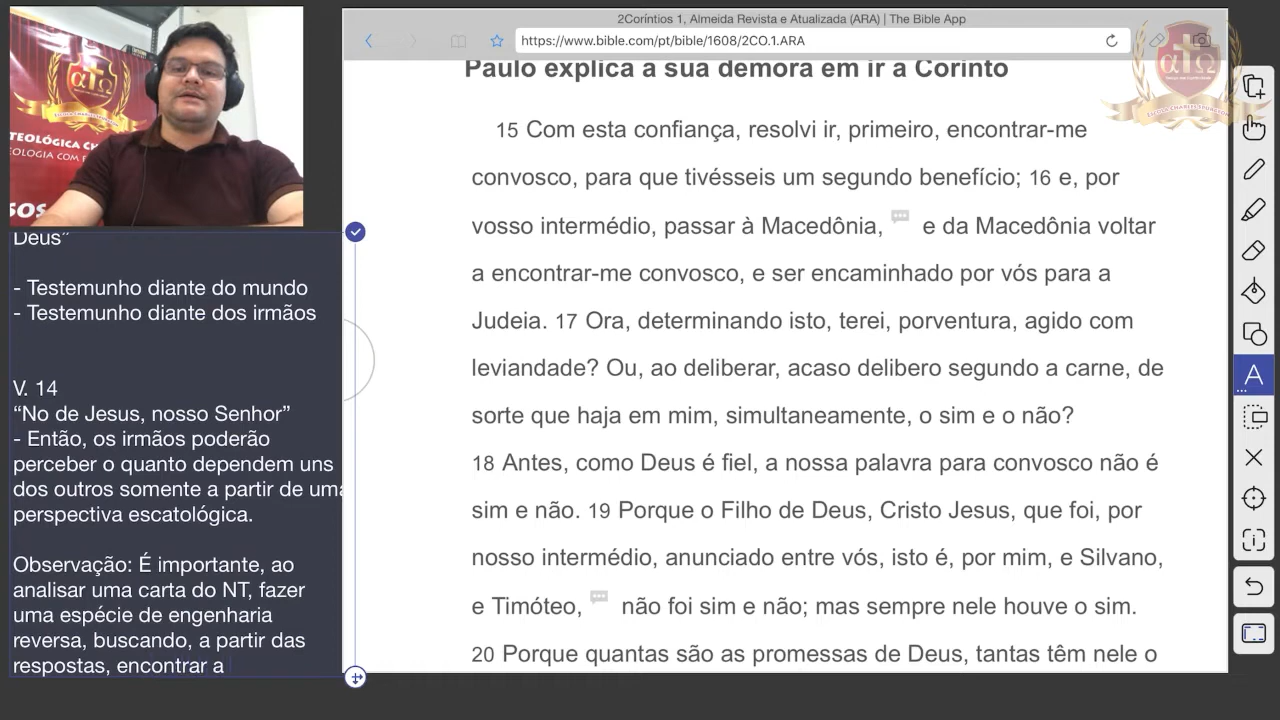 2Coríntios 1, Almeida Revista e Atualizada (ARA) | The Bible App
https://www.bible.com/pt/bible/1608/2CO.1.ARA
TEOLÓGICA
Deus”
- Testemunho diante do mundo
- Testemunho diante dos irmãos
V. 14
“No de Jesus, nosso Senhor”
- Então, os irmãos poderão
perceber o quanto dependem uns
dos outros somente a partir de uma
perspectiva escatológica.
Observação: É importante, ao
analisar uma carta do NT, fazer
uma espécie de engenharia
reversa, buscando, a partir das
respostas, encontrar a
Paulo explica a sua demora em ir a Corinto
15 Com esta confiança, resolvi ir, primeiro, encontrar-me
convosco, para que tivésseis um segundo benefício; 16 e, por
vosso intermédio, passar à Macedônia, e da Macedônia voltar
a encontrar-me convosco, e ser encaminhado por vós para a
Judeia. 17 Ora, determinando isto, terei, porventura, agido com
leviandade? Ou, ao deliberar, acaso delibero segundo a carne, de
sorte que haja em mim, simultaneamente, o sim e o não?
18 Antes, como Deus é fiel, a nossa palavra para convosco não é
sim e não. 19 Porque o Filho de Deus, Cristo Jesus, que foi, por
nosso intermédio, anunciado entre vós, isto é, por mim, e Silvano,
e Timóteo, não foi sim e não; mas sempre nele houve o sim.
20 Porque quantas são as promessas de Deus, tantas têm nele o